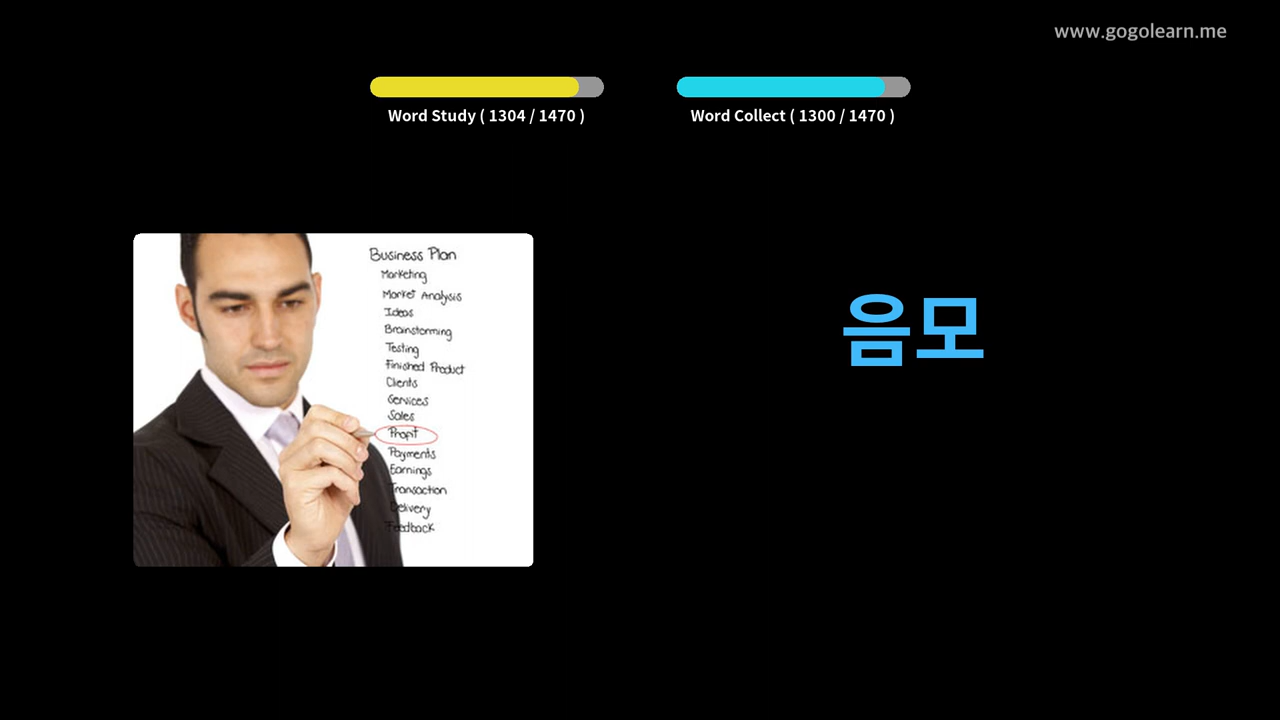 www.gogolearn.me
Word Study ( 1304 / 1470 )
Word Collect ( 1300 / 1470 )
Business Plan
Marketing
Market Analysis
Ideas
Brainstorming
Testing
Finished Product
Clients
Services
Sales
Profit
Payments
Earnings
Transaction
Delivery
Feedback
음모